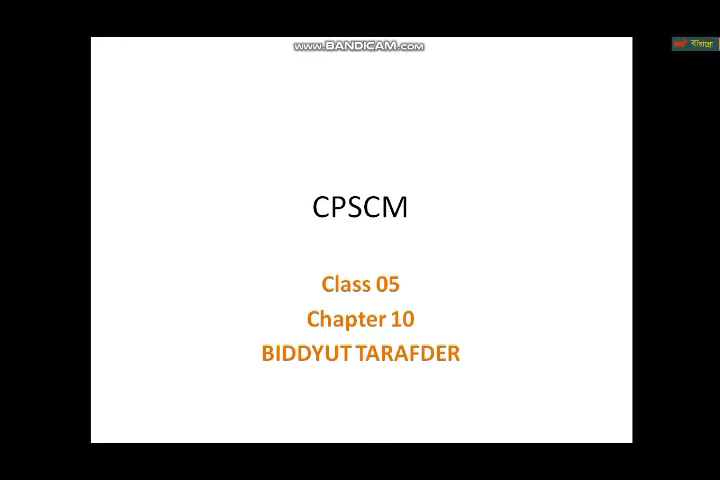 www.BANDICAM.com
বাংলা
CPSCM
Class 05
Chapter 10
BIDDYUT TARAFDER